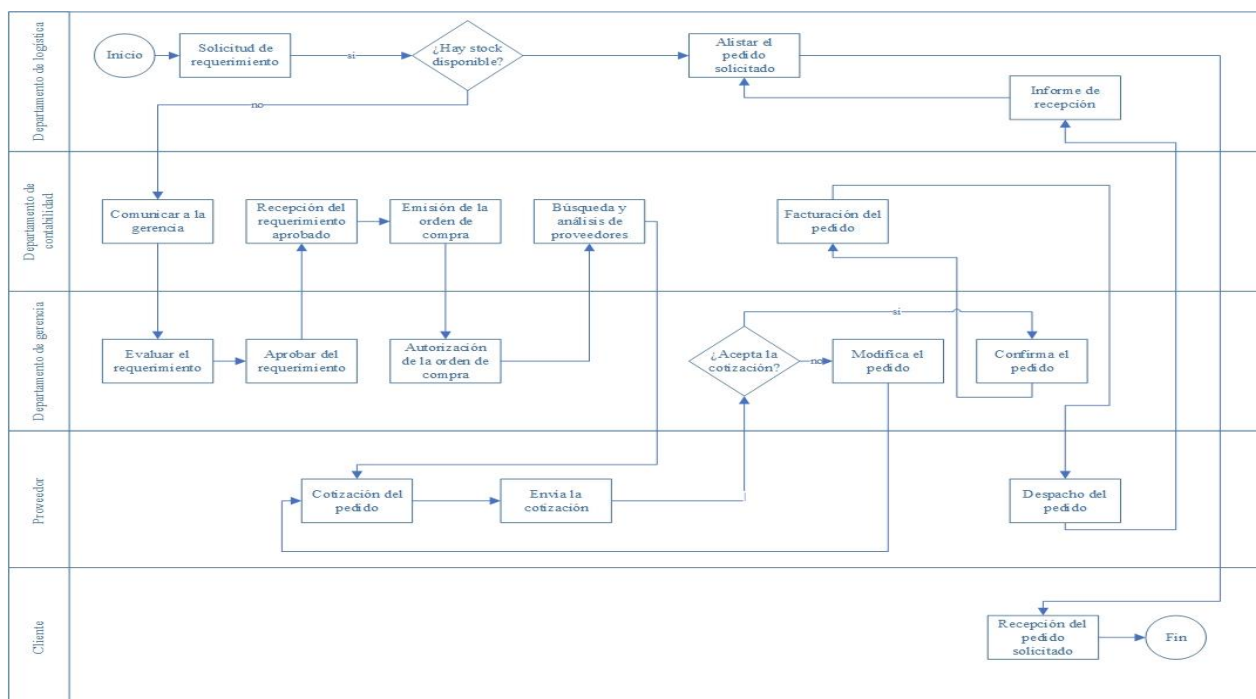 Departamento de logística
Inicio
Solicitud de
requerimiento
si
¿Hay stock
disponible?
Alistar el
pedido
solicitado
Informe de
recepción
no
Departamento de
contabilidad
Comunicar a la
gerencia
Recepción del
requerimiento
aprobado
Emisión de la
orden de
compra
Búsqueda y
análisis de
proveedores
Facturación del
pedido
Departamento de gerencia
Evaluar el
requerimiento
Aprobar del
requerimiento
Autorización
de la orden de
compra
¿Acepta la
cotización?
si
no
Modifica el
pedido
Confirma el
pedido
Proveedor
Cotización del
pedido
Envía la
cotización
Despacho del
pedido
Cliente
Recepción del
pedido
solicitado
Fin